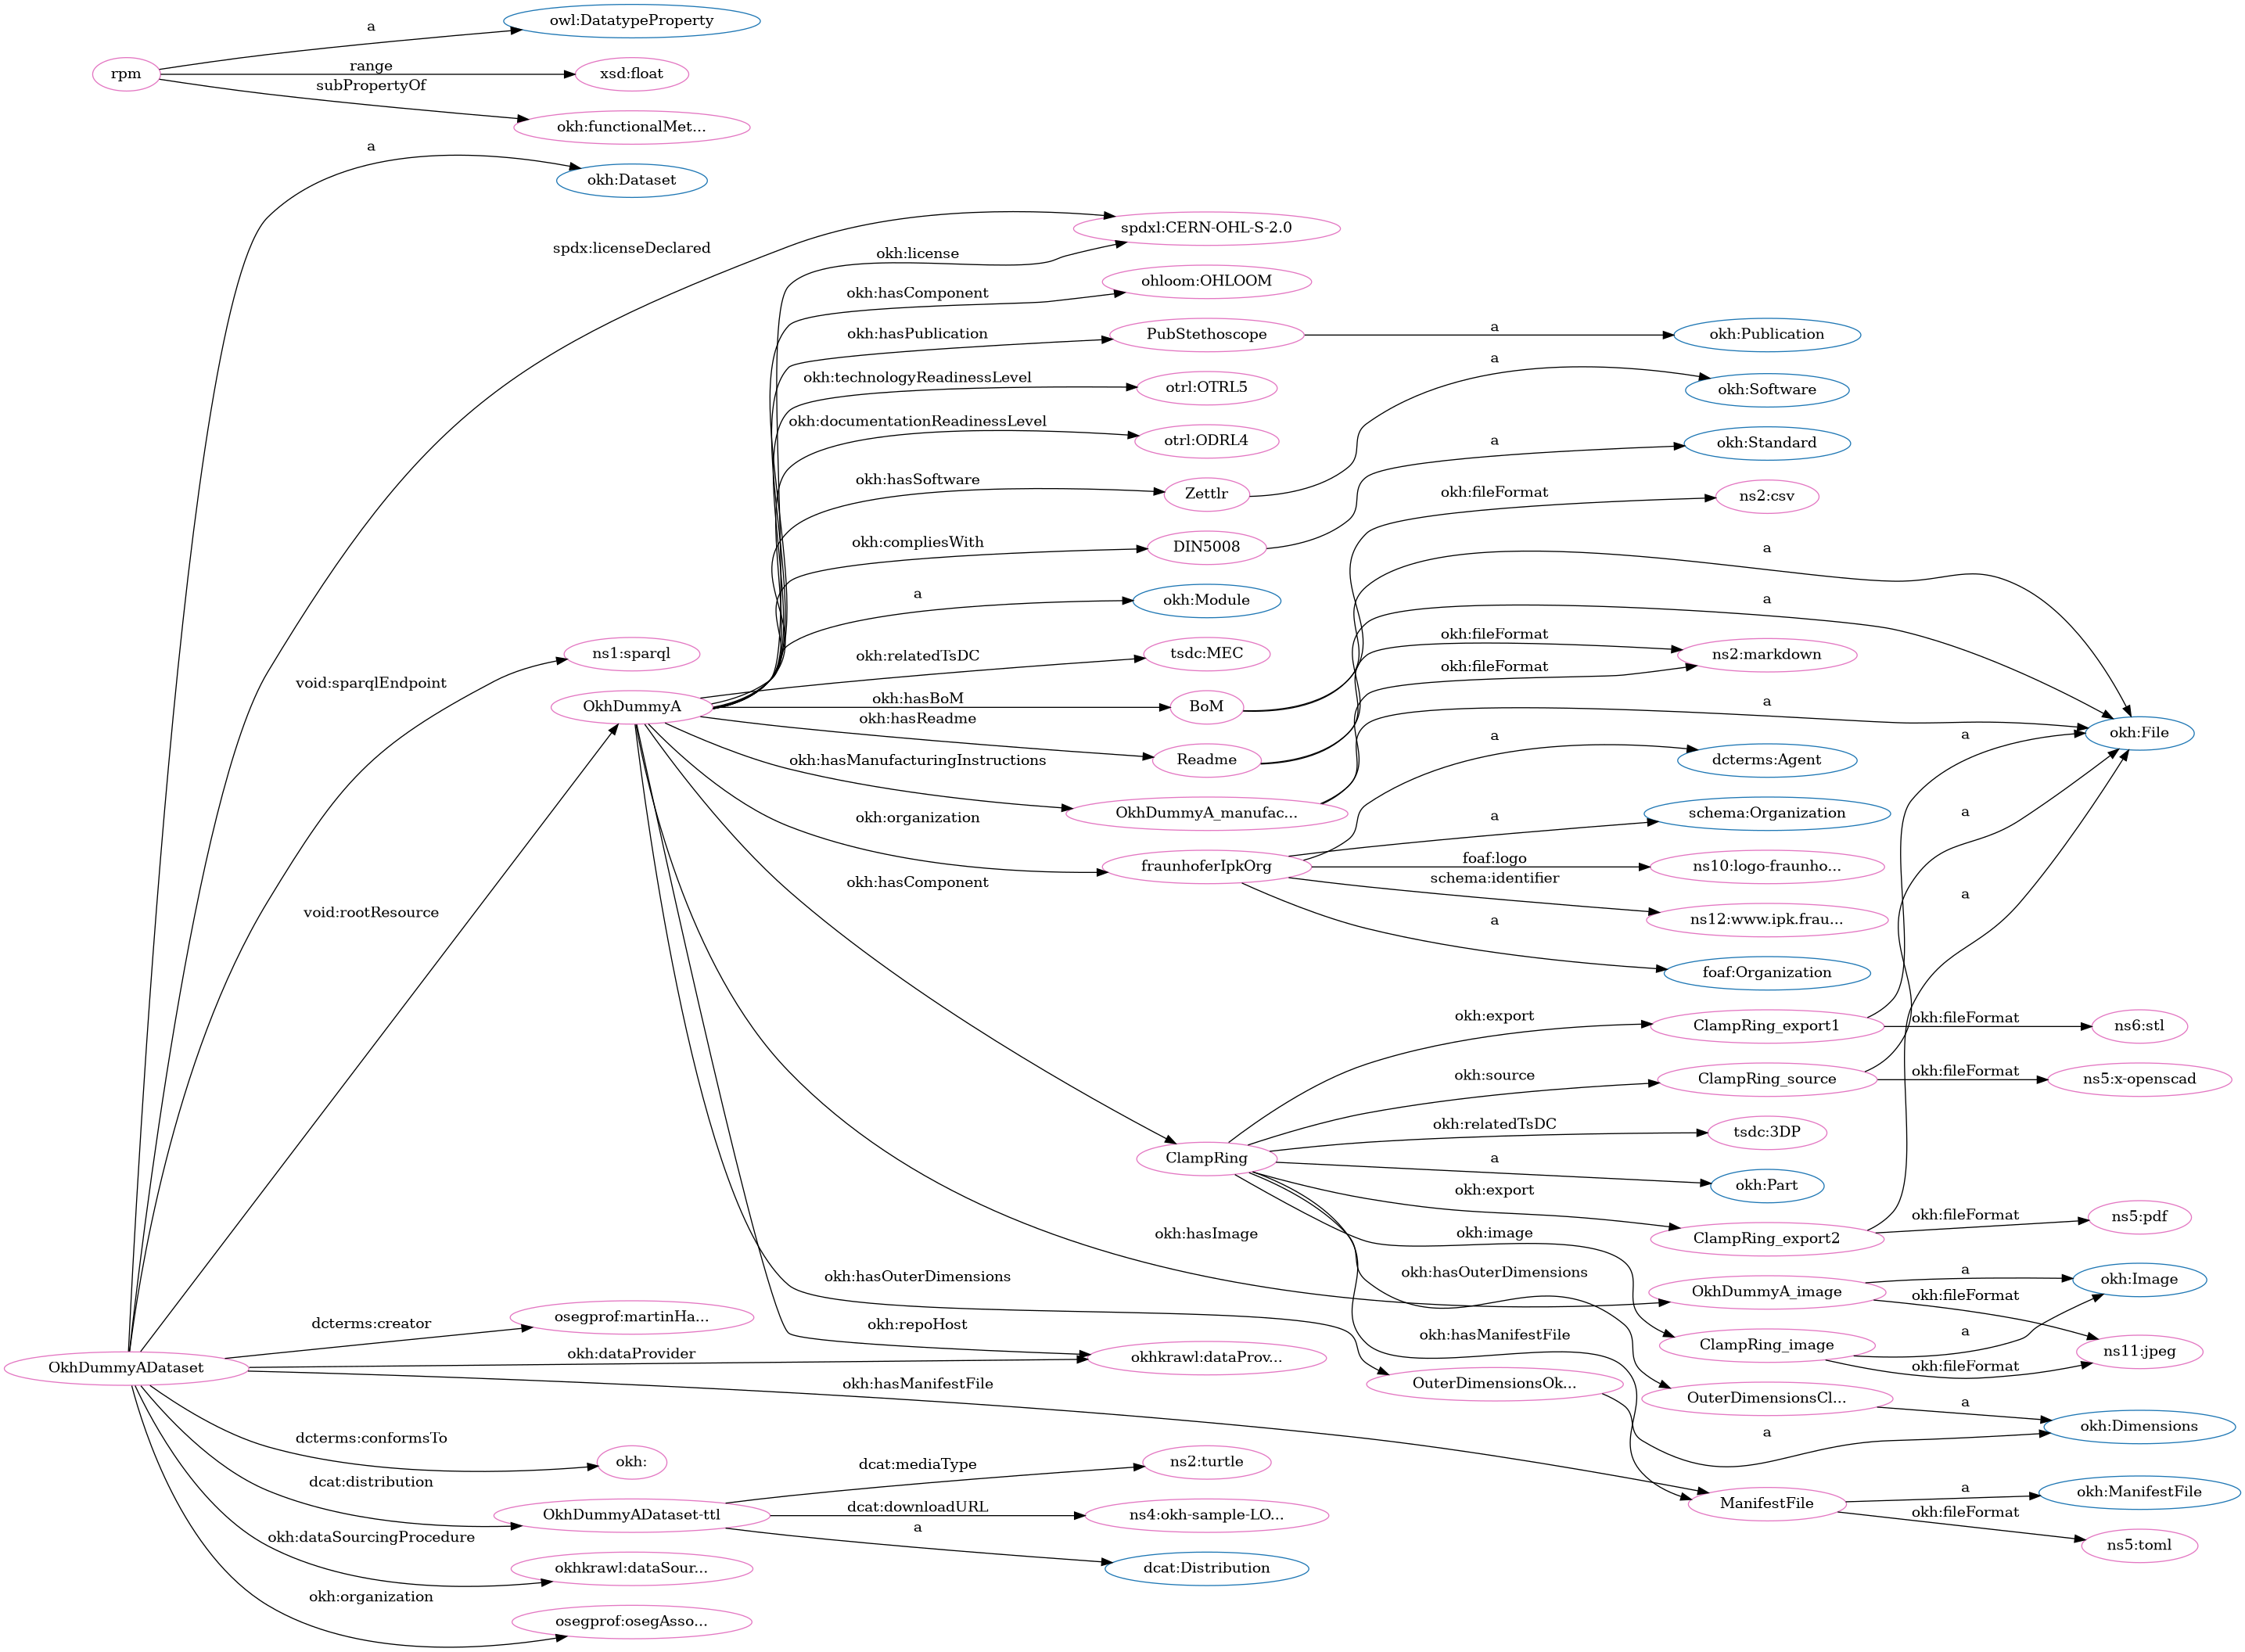 owl:DatatypeProperty
a
rpm
range
xsd:float
subPropertyOf
okh:functionalMet...
a
okh:Dataset
spdx:licenseDeclared
spdxl:CERN-OHL-S-2.0
okh:license
ohloom:OHLOOM
okh:hasComponent
okh:hasPublication
PubStethoscope
a
okh:Publication
okh:technologyReadinessLevel
otrl:OTRL5
a
okh:Software
okh:documentationReadinessLevel
otrl:ODRL4
a
okh:Standard
okh:hasSoftware
Zettlr
okh:fileFormat
ns2:csv
okh:compliesWith
DIN5008
a
a
okh:Module
a
void:sparqlEndpoint
ns1:sparql
okh:relatedTsDC
tsdc:MEC
okh:fileFormat
ns2:markdown
okh:fileFormat
OkhDummyA
okh:hasBoM
BoM
a
okh:hasReadme
Readme
a
okh:File
a
dcterms:Agent
okh:hasManufacturingInstructions
OkhDummyA_manufac...
a
schema:Organization
a
okh:organization
fraunhoferIpkOrg
foaf:logo
ns10:logo-fraunho...
schema:identifier
ns12:www.ipk.frau...
okh:hasComponent
a
void:rootResource
a
foaf:Organization
okh:export
ClampRing_export1
okh:fileFormat
ns6:stl
okh:source
ClampRing_source
okh:fileFormat
ns5:x-openscad
okh:relatedTsDC
tsdc:3DP
ClampRing
a
okh:Part
okh:export
ClampRing_export2
okh:fileFormat
ns5:pdf
okh:hasImage
okh:image
okh:hasOuterDimensions
okh:hasOuterDimensions
OkhDummyA_image
a
okh:Image
okh:fileFormat
dcterms:creator
osegprof:martinHa...
okh:repoHost
okh:hasManifestFile
ClampRing_image
a
ns11:jpeg
okh:fileFormat
OkhDummyADataset
okh:dataProvider
okhkrawl:dataProv...
okh:hasManifestFile
OuterDimensionsOk...
OuterDimensionsCl...
a
okh:Dimensions
a
dcterms:conformsTo
okh:
dcat:distribution
OkhDummyADataset-ttl
dcat:mediaType
ns2:turtle
dcat:downloadURL
ns4:okh-sample-LO...
a
dcat:Distribution
ManifestFile
a
okh:ManifestFile
okh:fileFormat
ns5:toml
okh:dataSourcingProcedure
okhkrawl:dataSour...
okh:organization
osegprof:osegAsso...